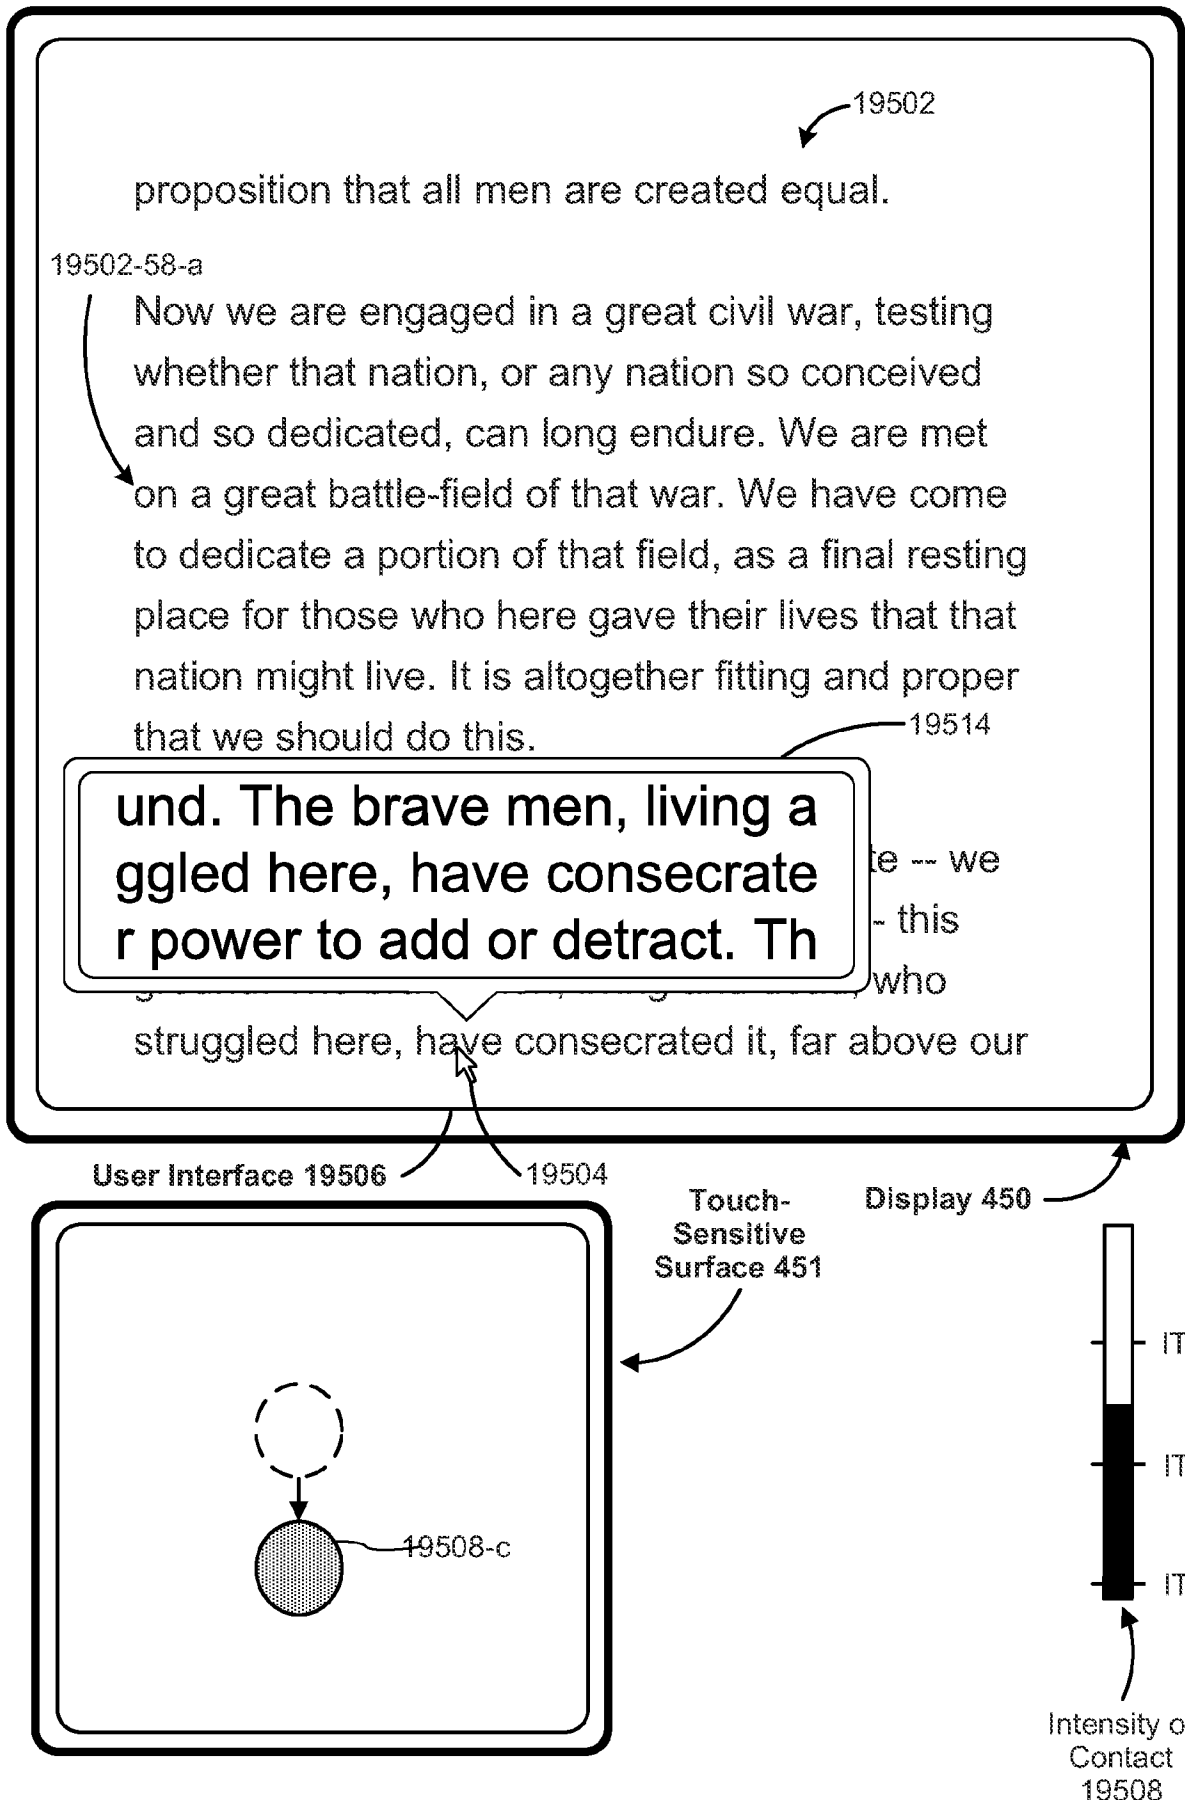 19502
proposition that all men are created equal.
19502-58-a
Now we are engaged in a great civil war, testing
whether that nation, or any nation so conceived
and so dedicated, can long endure. We are met
on a great battle-field of that war. We have come
to dedicate a portion of that field, as a final resting
place for those who here gave their lives that that
nation might live. It is altogether fitting and proper
that we should do this.
19514
und. The brave men, living a
ggled here, have consecrate
r power to add or detract. Th
te -- we
- this
who
struggled here, have consecrated it, far above our
User Interface 19506
19504
Touch-
Sensitive
Surface 451
Display 450
IT
IT
IT
19508-c
Intensity o
Contact
19508